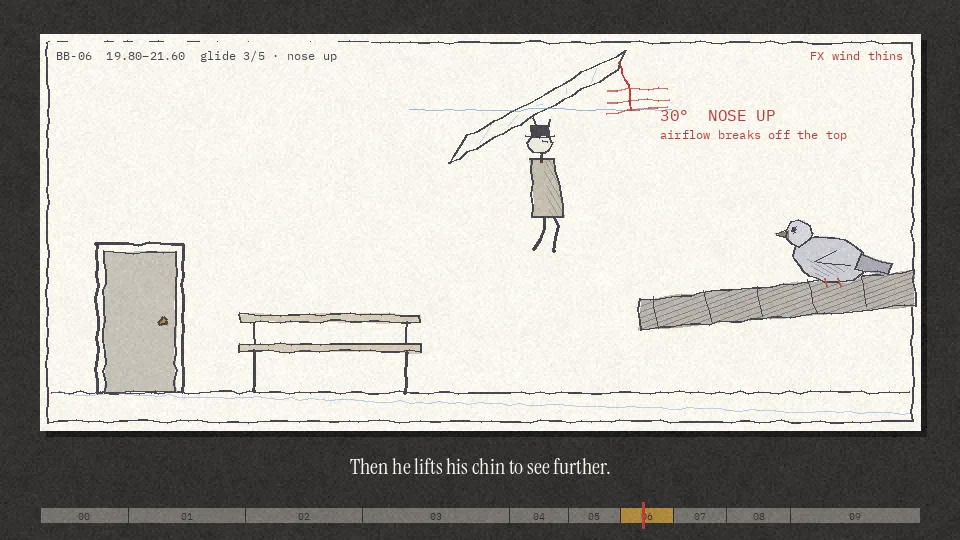 BB-06  19.80–21.60  glide 3/5 · nose up
FX wind thins
30°  NOSE UP
airflow breaks off the top
Then he lifts his chin to see further.
00 01 02 03 04 05 06 07 08 09